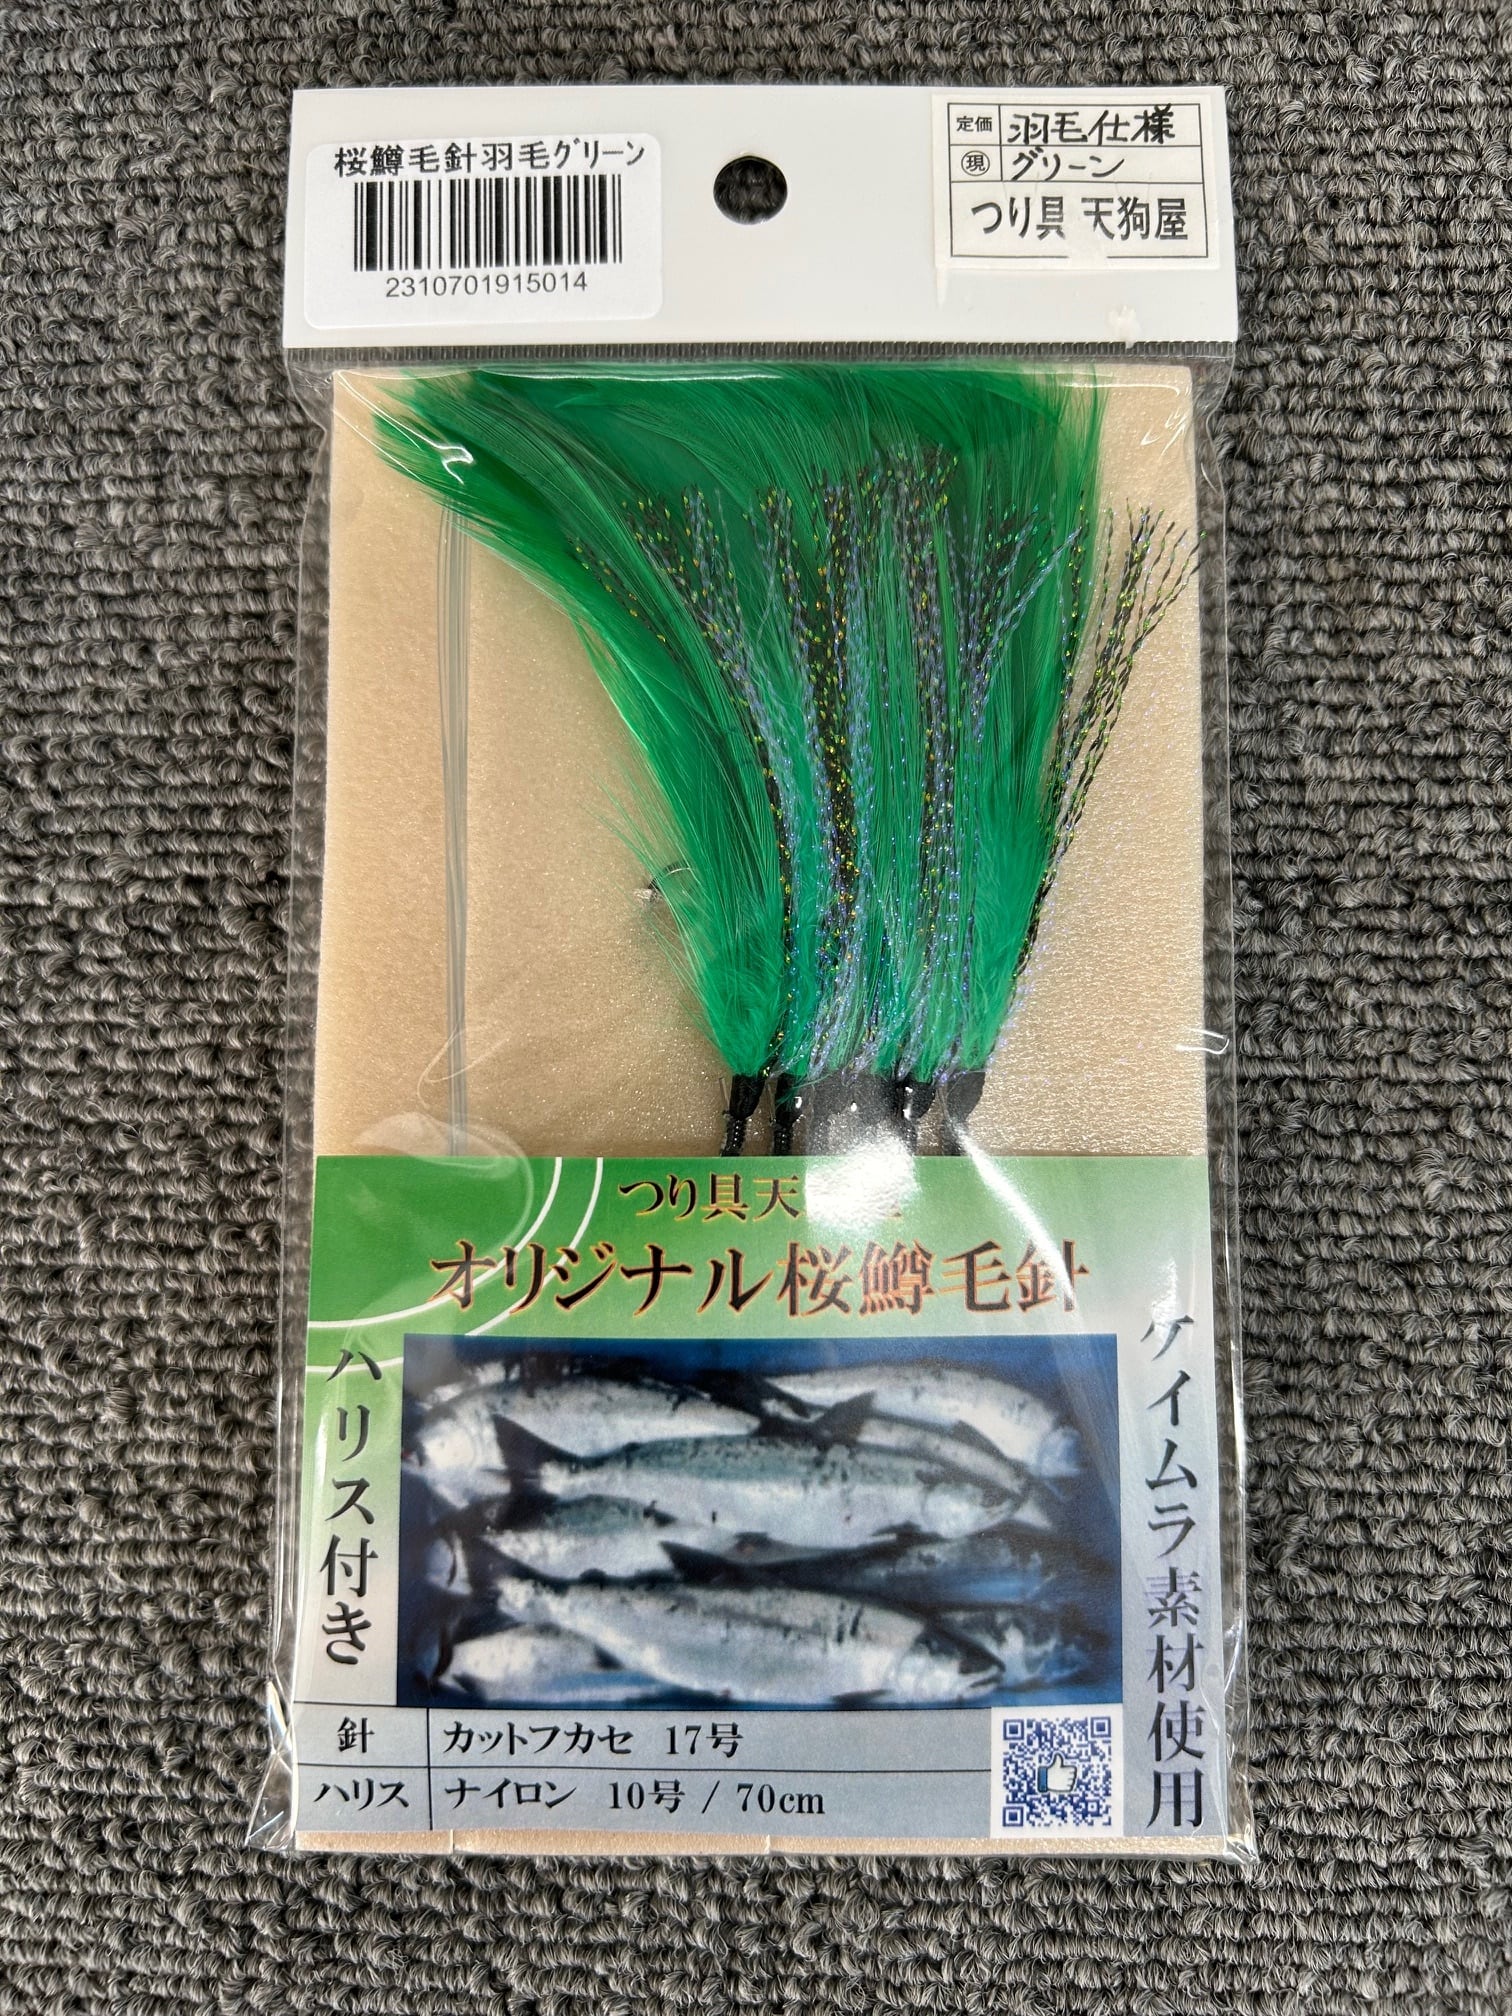 桜鱒毛針羽毛グリーン
2310701915014
定価 羽毛仕様
現 グリーン
つり具 天狗屋
つり具天
オリジナル桜鱒毛針
ハリス付き
ケイムラ素材使用
針 カットフカセ 17号
ハリス ナイロン 10号 / 70cm